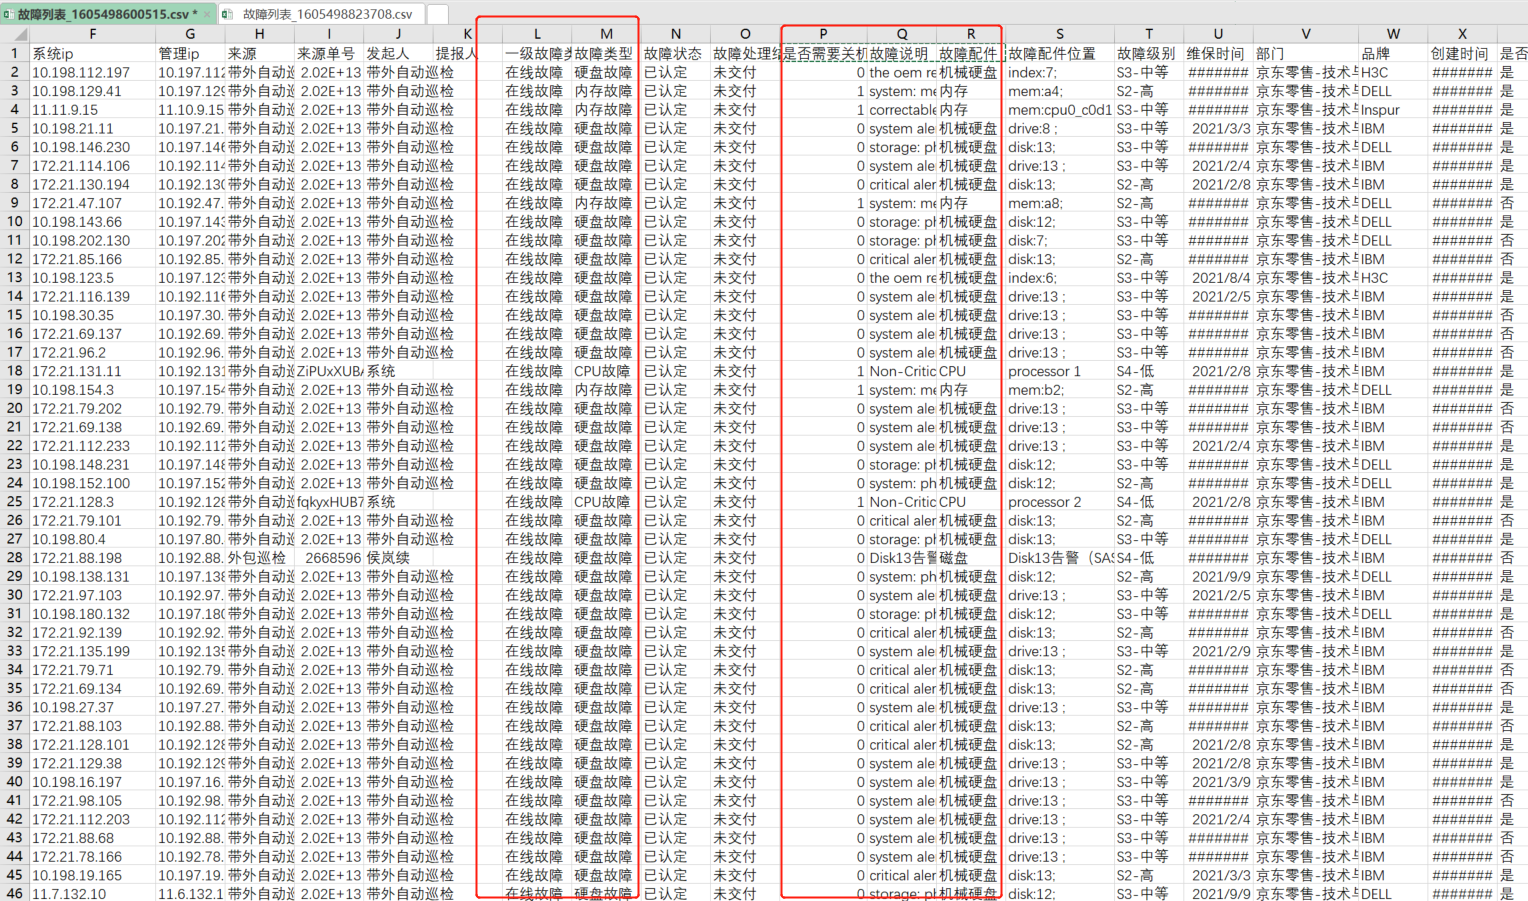 故障列表_1605498600515.csv * × 故障列表_1605498823708.csv
F G H I J K L M N O P Q R S T U V W X
1 系统ip 管理ip 来源 来源单号 发起人 提报人 一级故障类 故障类型 故障状态 故障处理结 是否需要关机 故障说明 故障配件 故障配件位置 故障级别 维保时间 部门 品牌 创建时间 是否
2 10.198.112.197 10.197.112 带外自动巡 2.02E+13 带外自动巡检 在线故障 硬盘故障 已认定 未交付 0 the oem re 机械硬盘 index:7; S3-中等 ####### 京东零售-技术与 H3C ####### 是
3 10.198.129.41 10.197.129 带外自动巡 2.02E+13 带外自动巡检 在线故障 内存故障 已认定 未交付 1 system: me 内存 mem:a4; S2-高 ####### 京东零售-技术与 DELL ####### 是
4 11.11.9.15 11.10.9.15 带外自动巡 2.02E+13 带外自动巡检 在线故障 内存故障 已认定 未交付 1 correctable 内存 mem:cpu0_c0d1 S3-中等 ####### 京东零售-技术与 Inspur ####### 是
5 10.198.21.11 10.197.21. 带外自动巡 2.02E+13 带外自动巡检 在线故障 硬盘故障 已认定 未交付 0 system ale 机械硬盘 drive:8 ; S3-中等 2021/3/3 京东零售-技术与 IBM ####### 是
6 10.198.146.230 10.197.146 带外自动巡 2.02E+13 带外自动巡检 在线故障 硬盘故障 已认定 未交付 0 storage: ph 机械硬盘 disk:13; S3-中等 ####### 京东零售-技术与 DELL ####### 是
7 172.21.114.106 10.192.114 带外自动巡 2.02E+13 带外自动巡检 在线故障 硬盘故障 已认定 未交付 0 system ale 机械硬盘 drive:13 ; S3-中等 2021/2/4 京东零售-技术与 IBM ####### 是
8 172.21.130.194 10.192.130 带外自动巡 2.02E+13 带外自动巡检 在线故障 硬盘故障 已认定 未交付 0 critical aler 机械硬盘 disk:13; S2-高 2021/2/8 京东零售-技术与 IBM ####### 是
9 172.21.47.107 10.192.47. 带外自动巡 2.02E+13 带外自动巡检 在线故障 内存故障 已认定 未交付 1 system: me 内存 mem:a8; S2-高 ####### 京东零售-技术与 DELL ####### 否
10 10.198.143.66 10.197.143 带外自动巡 2.02E+13 带外自动巡检 在线故障 硬盘故障 已认定 未交付 0 storage: ph 机械硬盘 disk:12; S3-中等 ####### 京东零售-技术与 DELL ####### 是
11 10.198.202.130 10.197.202 带外自动巡 2.02E+13 带外自动巡检 在线故障 硬盘故障 已认定 未交付 0 storage: ph 机械硬盘 disk:7; S3-中等 ####### 京东零售-技术与 DELL ####### 否
12 172.21.85.166 10.192.85. 带外自动巡 2.02E+13 带外自动巡检 在线故障 硬盘故障 已认定 未交付 0 critical aler 机械硬盘 disk:13; S2-高 ####### 京东零售-技术与 IBM ####### 否
13 10.198.123.5 10.197.123 带外自动巡 2.02E+13 带外自动巡检 在线故障 硬盘故障 已认定 未交付 0 the oem re 机械硬盘 index:6; S3-中等 2021/8/4 京东零售-技术与 H3C ####### 是
14 172.21.116.139 10.192.116 带外自动巡 2.02E+13 带外自动巡检 在线故障 硬盘故障 已认定 未交付 0 system ale 机械硬盘 drive:13 ; S3-中等 2021/2/5 京东零售-技术与 IBM ####### 是
15 10.198.30.35 10.197.30. 带外自动巡 2.02E+13 带外自动巡检 在线故障 硬盘故障 已认定 未交付 0 system ale 机械硬盘 drive:13 ; S3-中等 ####### 京东零售-技术与 IBM ####### 否
16 172.21.69.137 10.192.69. 带外自动巡 2.02E+13 带外自动巡检 在线故障 硬盘故障 已认定 未交付 0 system ale 机械硬盘 drive:13 ; S3-中等 ####### 京东零售-技术与 IBM ####### 否
17 172.21.96.2 10.192.96. 带外自动巡 2.02E+13 带外自动巡检 在线故障 硬盘故障 已认定 未交付 0 system ale 机械硬盘 drive:13 ; S3-中等 ####### 京东零售-技术与 IBM ####### 否
18 172.21.131.11 10.192.131 带外自动巡 ZiPUxXUBA 系统 在线故障 CPU故障 已认定 未交付 1 Non-Critic CPU processor 1 S4-低 2021/2/8 京东零售-技术与 IBM ####### 是
19 10.198.154.3 10.197.154 带外自动巡 2.02E+13 带外自动巡检 在线故障 内存故障 已认定 未交付 1 system: me 内存 mem:b2; S2-高 ####### 京东零售-技术与 DELL ####### 是
20 172.21.79.202 10.192.79. 带外自动巡 2.02E+13 带外自动巡检 在线故障 硬盘故障 已认定 未交付 0 system ale 机械硬盘 drive:13 ; S3-中等 ####### 京东零售-技术与 IBM ####### 否
21 172.21.69.138 10.192.69. 带外自动巡 2.02E+13 带外自动巡检 在线故障 硬盘故障 已认定 未交付 0 system ale 机械硬盘 drive:13 ; S3-中等 ####### 京东零售-技术与 IBM ####### 否
22 172.21.112.233 10.192.112 带外自动巡 2.02E+13 带外自动巡检 在线故障 硬盘故障 已认定 未交付 0 system ale 机械硬盘 drive:13 ; S3-中等 2021/2/4 京东零售-技术与 IBM ####### 是
23 10.198.148.231 10.197.148 带外自动巡 2.02E+13 带外自动巡检 在线故障 硬盘故障 已认定 未交付 0 storage: ph 机械硬盘 disk:12; S3-中等 ####### 京东零售-技术与 DELL ####### 是
24 10.198.152.100 10.197.152 带外自动巡 2.02E+13 带外自动巡检 在线故障 硬盘故障 已认定 未交付 0 system: ph 机械硬盘 disk:12; S2-高 ####### 京东零售-技术与 DELL ####### 是
25 172.21.128.3 10.192.128 带外自动巡 fqkyxHUB7 系统 在线故障 CPU故障 已认定 未交付 1 Non-Critic CPU processor 2 S4-低 2021/2/8 京东零售-技术与 IBM ####### 是
26 172.21.79.101 10.192.79. 带外自动巡 2.02E+13 带外自动巡检 在线故障 硬盘故障 已认定 未交付 0 critical aler 机械硬盘 disk:13; S2-高 ####### 京东零售-技术与 IBM ####### 否
27 10.198.80.4 10.197.80. 带外自动巡 2.02E+13 带外自动巡检 在线故障 硬盘故障 已认定 未交付 0 storage: ph 机械硬盘 disk:12; S3-中等 ####### 京东零售-技术与 DELL ####### 是
28 172.21.88.198 10.192.88. 外包巡检 2668596 侯岚续 在线故障 硬盘故障 已认定 未交付 0 Disk13告警 磁盘 Disk13告警（SAS S4-低 ####### 京东零售-技术与 IBM ####### 否
29 10.198.138.131 10.197.138 带外自动巡 2.02E+13 带外自动巡检 在线故障 硬盘故障 已认定 未交付 0 system: ph 机械硬盘 disk:12; S2-高 2021/9/9 京东零售-技术与 DELL ####### 是
30 172.21.97.103 10.192.97. 带外自动巡 2.02E+13 带外自动巡检 在线故障 硬盘故障 已认定 未交付 0 system ale 机械硬盘 drive:13 ; S3-中等 2021/2/5 京东零售-技术与 IBM ####### 是
31 10.198.180.132 10.197.180 带外自动巡 2.02E+13 带外自动巡检 在线故障 硬盘故障 已认定 未交付 0 storage: ph 机械硬盘 disk:12; S3-中等 ####### 京东零售-技术与 DELL ####### 是
32 172.21.92.139 10.192.92. 带外自动巡 2.02E+13 带外自动巡检 在线故障 硬盘故障 已认定 未交付 0 critical aler 机械硬盘 disk:13; S2-高 ####### 京东零售-技术与 IBM ####### 否
33 172.21.135.199 10.192.135 带外自动巡 2.02E+13 带外自动巡检 在线故障 硬盘故障 已认定 未交付 0 system ale 机械硬盘 drive:13 ; S3-中等 2021/2/9 京东零售-技术与 IBM ####### 是
34 172.21.79.71 10.192.79. 带外自动巡 2.02E+13 带外自动巡检 在线故障 硬盘故障 已认定 未交付 0 critical aler 机械硬盘 disk:13; S2-高 ####### 京东零售-技术与 IBM ####### 否
35 172.21.69.134 10.192.69. 带外自动巡 2.02E+13 带外自动巡检 在线故障 硬盘故障 已认定 未交付 0 critical aler 机械硬盘 disk:13; S2-高 ####### 京东零售-技术与 IBM ####### 否
36 10.198.27.37 10.197.27. 带外自动巡 2.02E+13 带外自动巡检 在线故障 硬盘故障 已认定 未交付 0 system ale 机械硬盘 drive:13 ; S3-中等 ####### 京东零售-技术与 IBM ####### 是
37 172.21.88.103 10.192.88. 带外自动巡 2.02E+13 带外自动巡检 在线故障 硬盘故障 已认定 未交付 0 critical aler 机械硬盘 disk:13; S2-高 ####### 京东零售-技术与 IBM ####### 否
38 172.21.128.101 10.192.128 带外自动巡 2.02E+13 带外自动巡检 在线故障 硬盘故障 已认定 未交付 0 critical aler 机械硬盘 disk:13; S2-高 2021/2/8 京东零售-技术与 IBM ####### 是
39 172.21.129.38 10.192.129 带外自动巡 2.02E+13 带外自动巡检 在线故障 硬盘故障 已认定 未交付 0 system ale 机械硬盘 drive:13 ; S3-中等 2021/2/8 京东零售-技术与 IBM ####### 是
40 10.198.16.197 10.197.16. 带外自动巡 2.02E+13 带外自动巡检 在线故障 硬盘故障 已认定 未交付 0 system ale 机械硬盘 drive:13 ; S3-中等 2021/3/9 京东零售-技术与 IBM ####### 是
41 172.21.98.105 10.192.98. 带外自动巡 2.02E+13 带外自动巡检 在线故障 硬盘故障 已认定 未交付 0 system ale 机械硬盘 drive:13 ; S3-中等 ####### 京东零售-技术与 IBM ####### 否
42 172.21.112.203 10.192.112 带外自动巡 2.02E+13 带外自动巡检 在线故障 硬盘故障 已认定 未交付 0 system ale 机械硬盘 drive:13 ; S3-中等 2021/2/4 京东零售-技术与 IBM ####### 是
43 172.21.88.68 10.192.88. 带外自动巡 2.02E+13 带外自动巡检 在线故障 硬盘故障 已认定 未交付 0 system ale 机械硬盘 drive:13 ; S3-中等 ####### 京东零售-技术与 IBM ####### 否
44 172.21.78.166 10.192.78. 带外自动巡 2.02E+13 带外自动巡检 在线故障 硬盘故障 已认定 未交付 0 system ale 机械硬盘 drive:13 ; S3-中等 ####### 京东零售-技术与 IBM ####### 否
45 10.198.19.165 10.197.19. 带外自动巡 2.02E+13 带外自动巡检 在线故障 硬盘故障 已认定 未交付 0 critical aler 机械硬盘 disk:13; S2-高 2021/3/3 京东零售-技术与 IBM ####### 是
46 11.7.132.10 11.6.132.1 带外自动巡 2.02E+13 带外自动巡检 在线故障 硬盘故障 已认定 未交付 0 storage: ph 机械硬盘 disk:12; S3-中等 2021/9/9 京东零售-技术与 DELL ####### 是